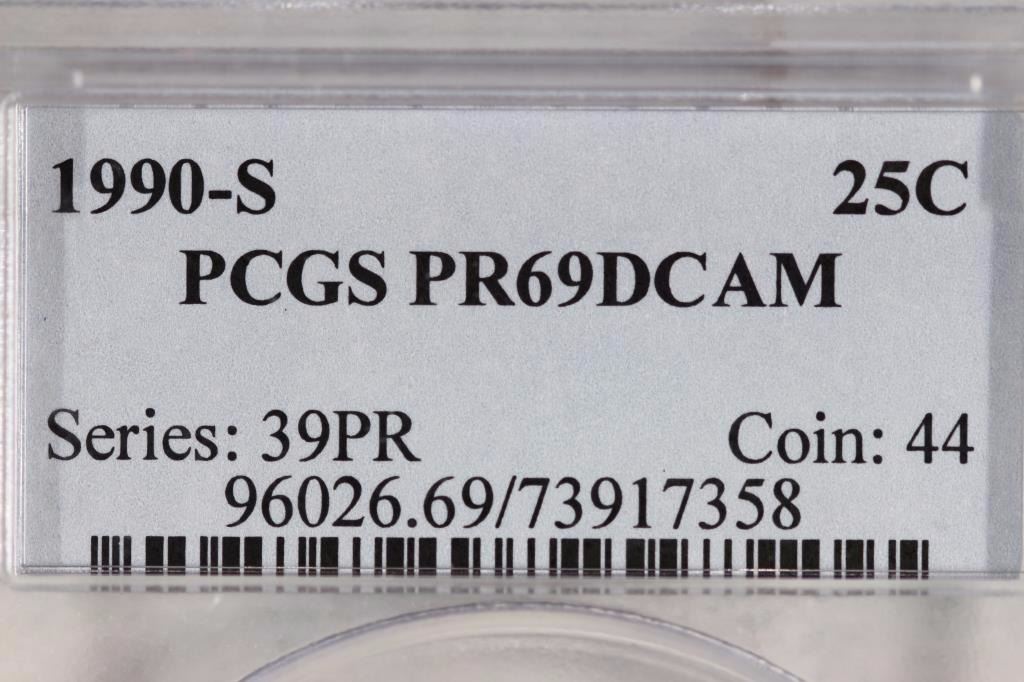 1990-S 25C
PCGS PR69DCAM
Series: 39PR Coin: 44
96026.69/73917358